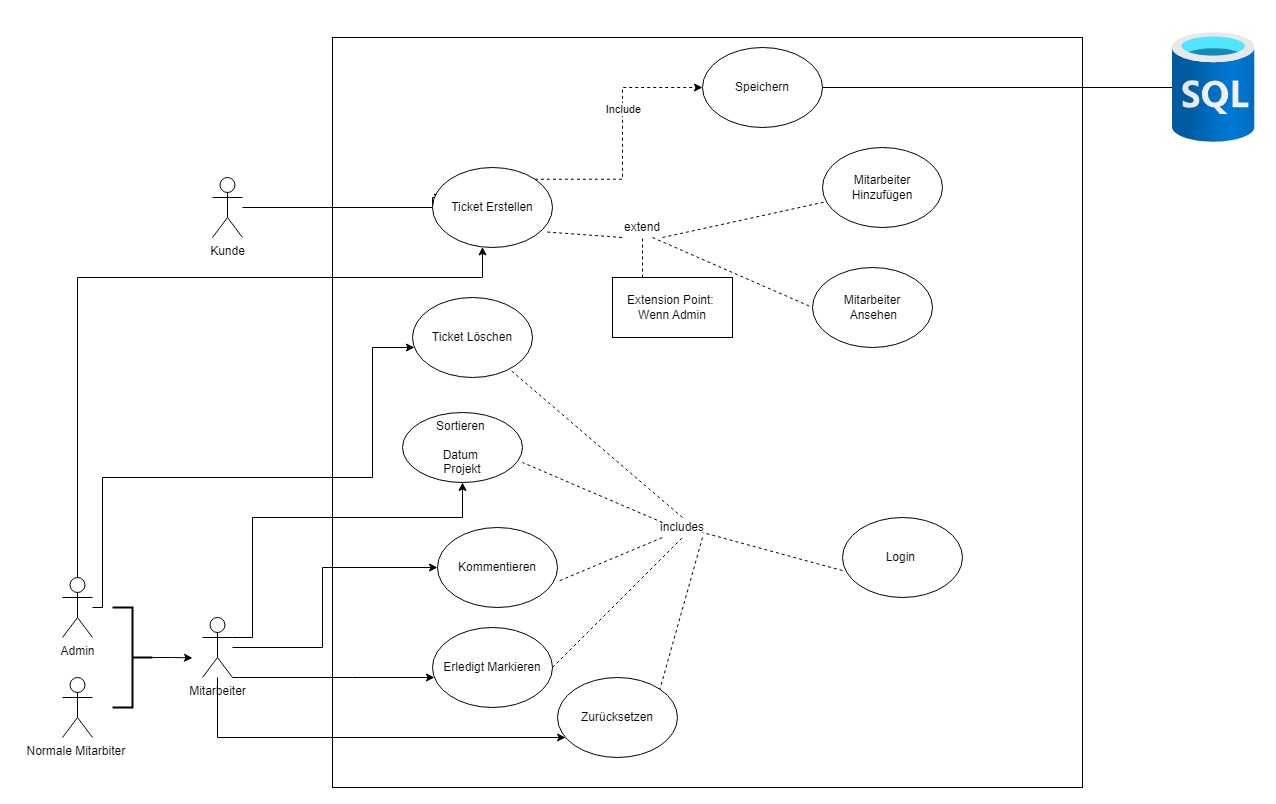 Speichern
SQL
Include
Mitarbeiter
Hinzufügen
Ticket Erstellen
extend
Kunde
Extension Point:
Wenn Admin
Mitarbeiter
Ansehen
Ticket Löschen
Sortieren
Datum
Projekt
includes
Login
Kommentieren
Admin
Erledigt Markieren
Mitarbeiter
Zurücksetzen
Normale Mitarbiter